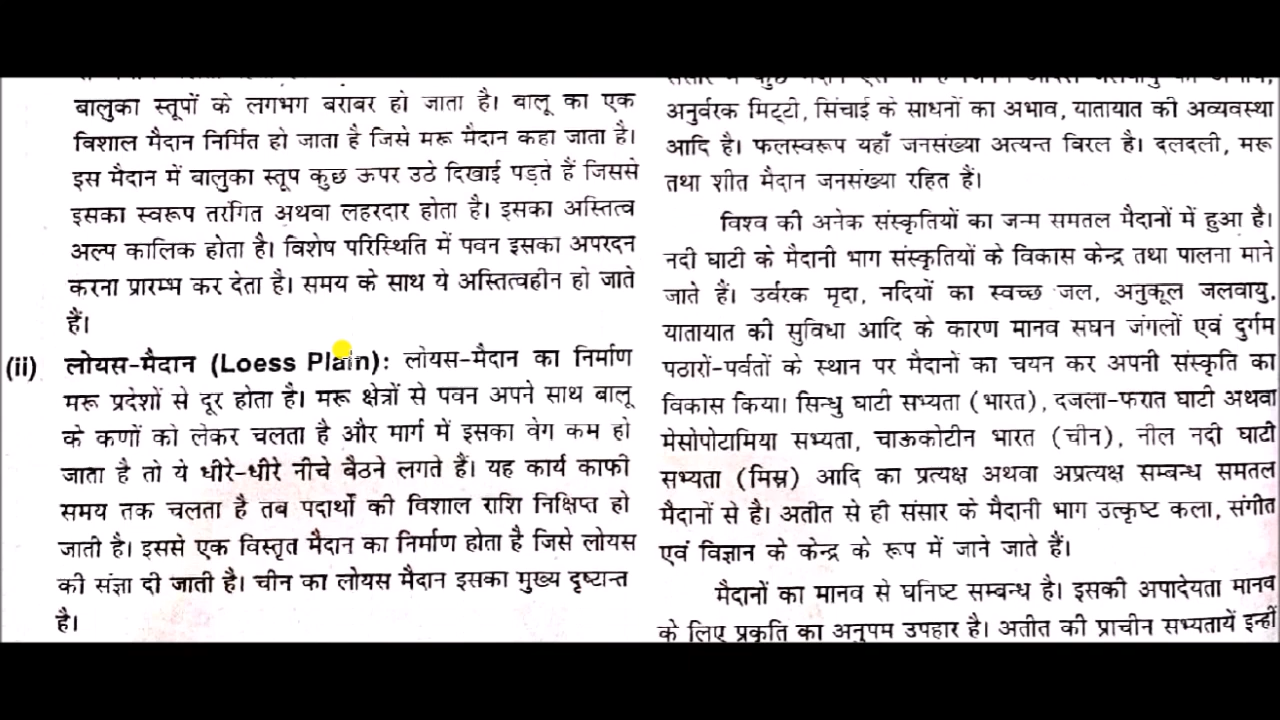 बालुका स्तूपों के लगभग बराबर हो जाता है। बालू का एक
विशाल मैदान निर्मित हो जाता है जिसे मरू मैदान कहा जाता है।
इस मैदान में बालुका स्तूप कुछ ऊपर उठे दिखाई पड़ते हैं जिससे
इसका स्वरूप तरंगित अथवा लहरदार होता है। इसका अस्तित्व
अल्प कालिक होता है। विशेष परिस्थिति में पवन इसका अपरदन
करना प्रारम्भ कर देता है। समय के साथ ये अस्तित्वहीन हो जाते
हैं।
(ii) लोयस-मैदान (Loess Plain): लोयस-मैदान का निर्माण
मरू प्रदेशों से दूर होता है। मरू क्षेत्रों से पवन अपने साथ बालू
के कणों को लेकर चलता है और मार्ग में इसका वेग कम हो
जाता है तो ये धीरे-धीरे नीचे बैठने लगते हैं। यह कार्य काफी
समय तक चलता है तब पदार्थों की विशाल राशि निक्षिप्त हो
जाती है। इससे एक विस्तृत मैदान का निर्माण होता है जिसे लोयस
की संज्ञा दी जाती है। चीन का लोयस मैदान इसका मुख्य दृष्टान्त
है।
अनुर्वरक मिट्टी, सिंचाई के साधनों का अभाव, यातायात की अव्यवस्था
आदि है। फलस्वरूप यहाँ जनसंख्या अत्यन्त विरल है। दलदली, मरू
तथा शीत मैदान जनसंख्या रहित हैं।
विश्व की अनेक संस्कृतियों का जन्म समतल मैदानों में हुआ है।
नदी घाटी के मैदानी भाग संस्कृतियों के विकास केन्द्र तथा पालना माने
जाते हैं। उर्वरक मृदा, नदियों का स्वच्छ जल, अनुकूल जलवायु,
यातायात की सुविधा आदि के कारण मानव सघन जंगलों एवं दुर्गम
पठारों-पर्वतों के स्थान पर मैदानों का चयन कर अपनी संस्कृति का
विकास किया। सिन्धु घाटी सभ्यता (भारत), दजला-फरात घाटी अथवा
मेसोपोटामिया सभ्यता, चाऊकोटीन भारत (चीन), नील नदी घाटी
सभ्यता (मिस्र) आदि का प्रत्यक्ष अथवा अप्रत्यक्ष सम्बन्ध समतल
मैदानों से है। अतीत से ही संसार के मैदानी भाग उत्कृष्ट कला, संगीत
एवं विज्ञान के केन्द्र के रूप में जाने जाते हैं।
मैदानों का मानव से घनिष्ट सम्बन्ध है। इसकी अपादेयता मानव
के लिए प्रकृति का अनुपम उपहार है। अतीत की प्राचीन सभ्यतायें इन्हीं